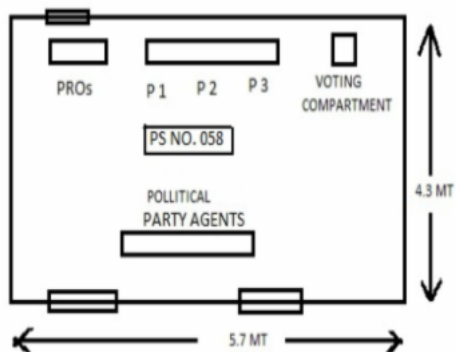 PROs
P 1 P 2 P 3
VOTING
COMPARTMENT
PS NO. 058
4.3 MT
POLLITICAL
PARTY AGENTS
5.7 MT